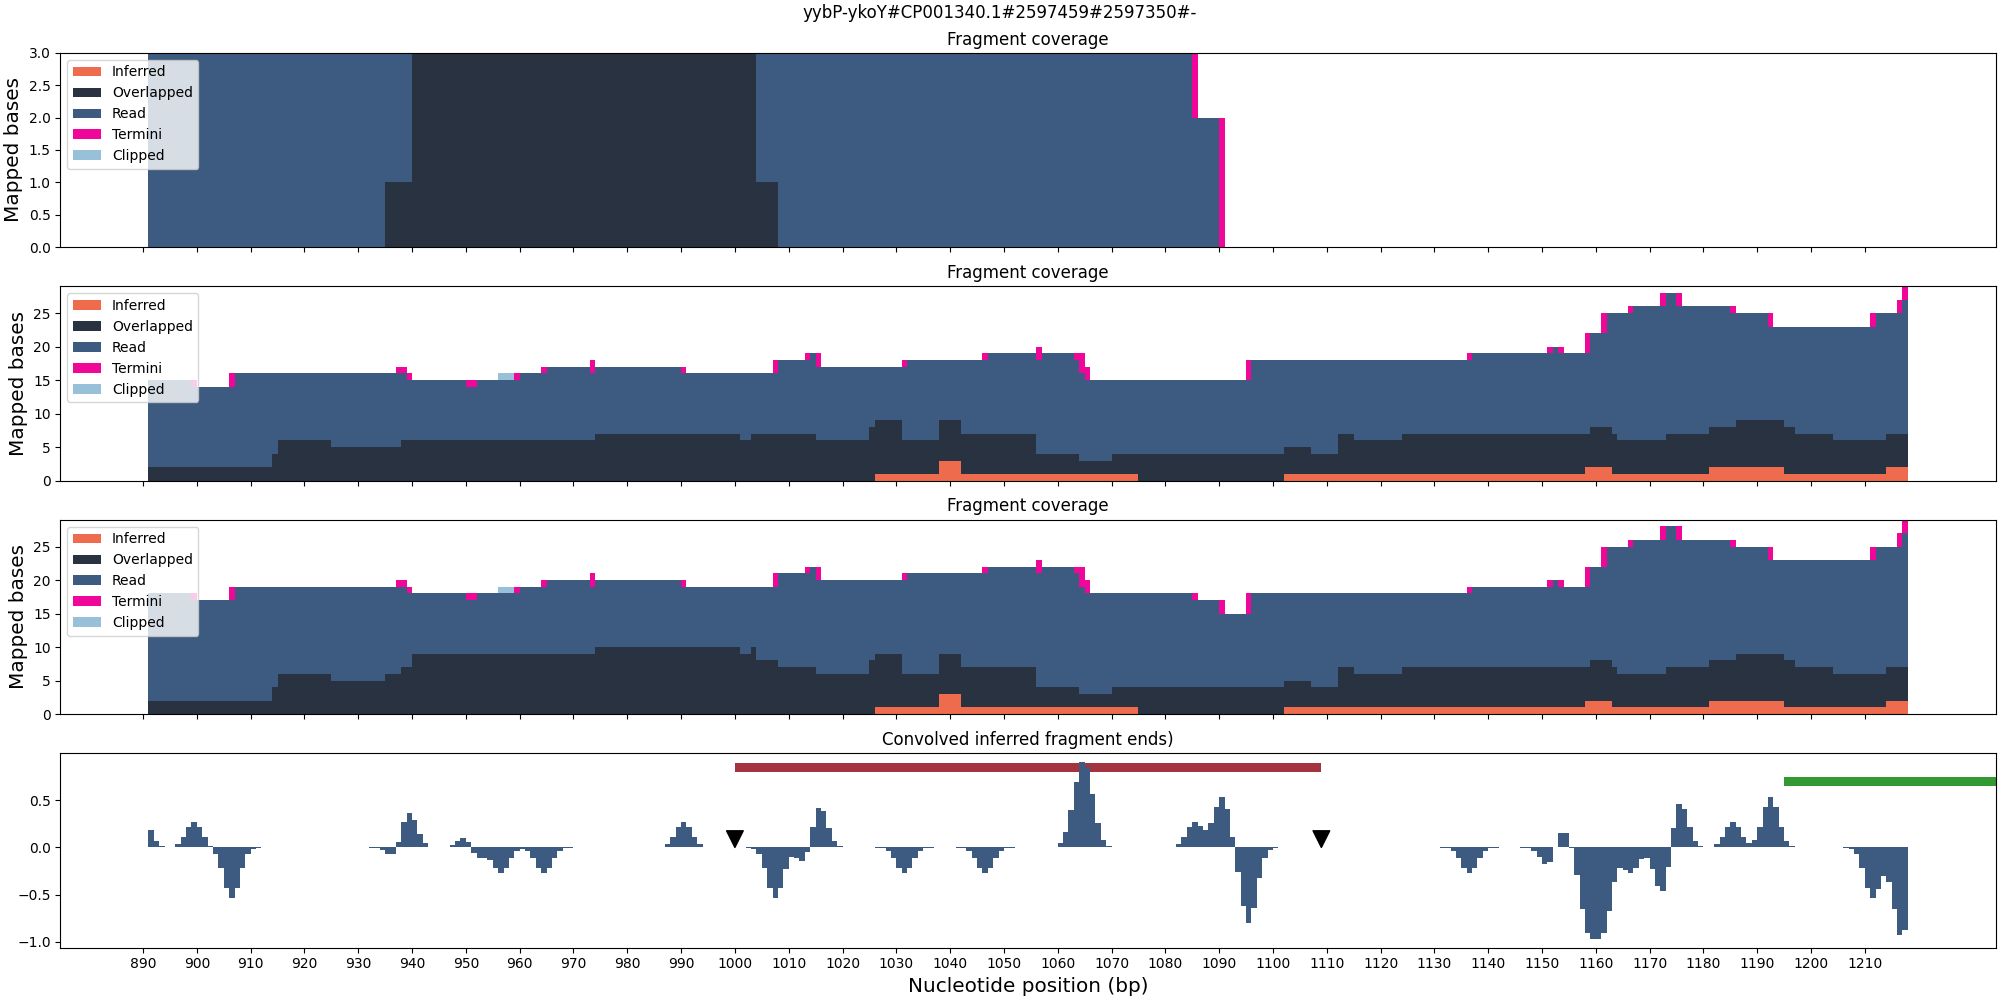 yybP-ykoY#CP001340.1#2597459#2597350#-
Fragment coverage
Mapped bases
3.0
2.5
2.0
1.5
1.0
0.5
0.0
Inferred
Overlapped
Read
Termini
Clipped
Fragment coverage
Mapped bases
25
20
15
10
5
0
Inferred
Overlapped
Read
Termini
Clipped
Fragment coverage
Mapped bases
25
20
15
10
5
0
Inferred
Overlapped
Read
Termini
Clipped
Convolved inferred fragment ends)
0.5
0.0
−0.5
−1.0
890 900 910 920 930 940 950 960 970 980 990 1000 1010 1020 1030 1040 1050 1060 1070 1080 1090 1100 1110 1120 1130 1140 1150 1160 1170 1180 1190 1200 1210
Nucleotide position (bp)